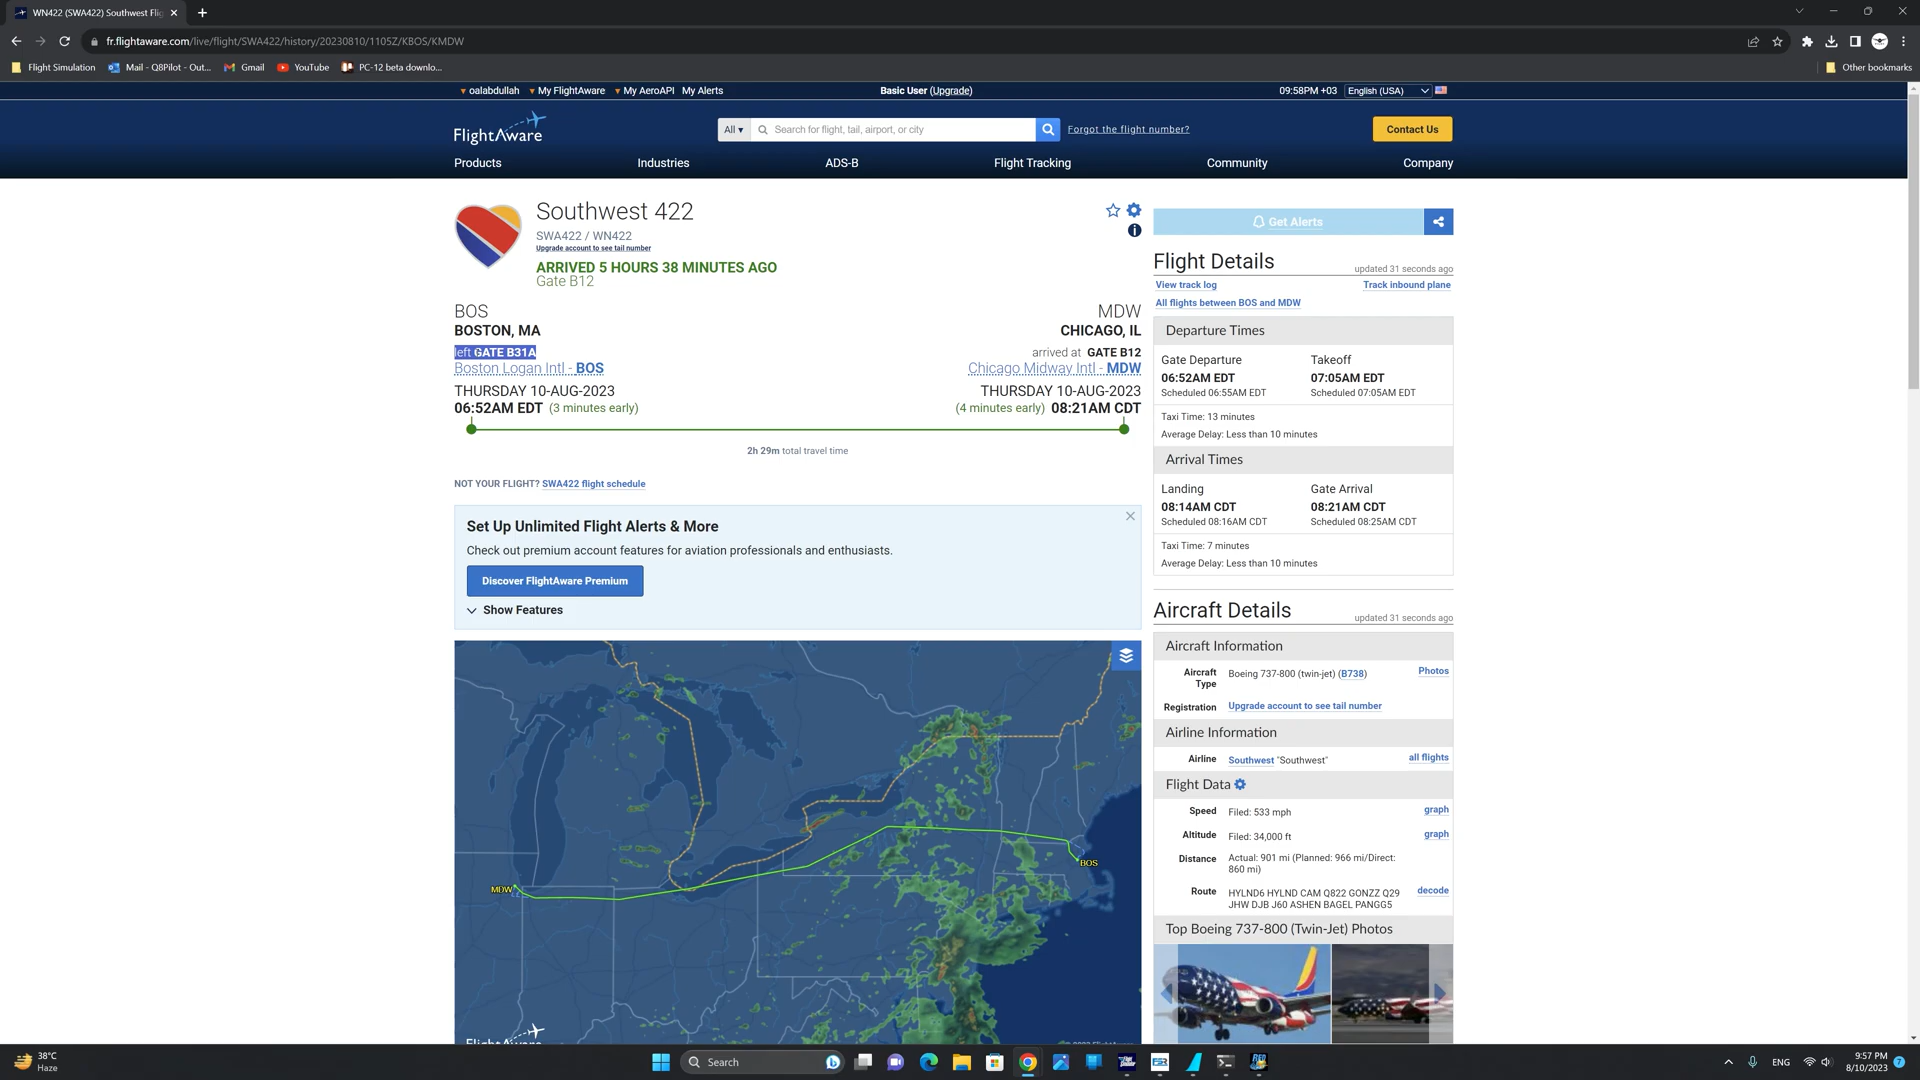 WN422 (SWA422) Southwest Flig
fr.flightaware.com/live/flight/SWA422/history/20230810/1105Z/KBOS/KMDW
Flight Simulation
Mail - Q8Pilot - Out...
Gmail
YouTube
PC-12 beta downlo...
Other bookmarks
oalabdullah My FlightAware My AeroAPI My Alerts
Basic User (Upgrade)
09:58PM +03
English (USA)
FlightAware
All Search for flight, tail, airport, or city
Forgot the flight number?
Contact Us
Products Industries ADS-B Flight Tracking Community Company
Southwest 422
SWA422 / WN422
Upgrade account to see tail number
ARRIVED 5 HOURS 38 MINUTES AGO
Gate B12
BOS
BOSTON, MA
left GATE B31A
Boston Logan Intl - BOS
THURSDAY 10-AUG-2023
06:52AM EDT (3 minutes early)
MDW
CHICAGO, IL
arrived at GATE B12
Chicago Midway Intl - MDW
THURSDAY 10-AUG-2023
(4 minutes early) 08:21AM CDT
2h 29m total travel time
NOT YOUR FLIGHT? SWA422 flight schedule
Set Up Unlimited Flight Alerts & More
Check out premium account features for aviation professionals and enthusiasts.
Discover FlightAware Premium
Show Features
MDW
BOS
FlightAware
Get Alerts
Flight Details
updated 31 seconds ago
View track log
Track inbound plane
All flights between BOS and MDW
Departure Times
Gate Departure
06:52AM EDT
Scheduled 06:55AM EDT
Takeoff
07:05AM EDT
Scheduled 07:05AM EDT
Taxi Time: 13 minutes
Average Delay: Less than 10 minutes
Arrival Times
Landing
08:14AM CDT
Scheduled 08:16AM CDT
Gate Arrival
08:21AM CDT
Scheduled 08:25AM CDT
Taxi Time: 7 minutes
Average Delay: Less than 10 minutes
Aircraft Details
updated 31 seconds ago
Aircraft Information
Aircraft Type
Boeing 737-800 (twin-jet) (B738)
Photos
Registration
Upgrade account to see tail number
Airline Information
Airline
Southwest "Southwest"
all flights
Flight Data
Speed
Filed: 533 mph
graph
Altitude
Filed: 34,000 ft
graph
Distance
Actual: 901 mi (Planned: 966 mi/Direct:
860 mi)
Route
HYLND6 HYLND CAM Q822 GONZZ Q29
JHW DJB J60 ASHEN BAGEL PANGG5
decode
Top Boeing 737-800 (Twin-Jet) Photos
38°C
Haze
Search
ENG
9:57 PM
8/10/2023
7